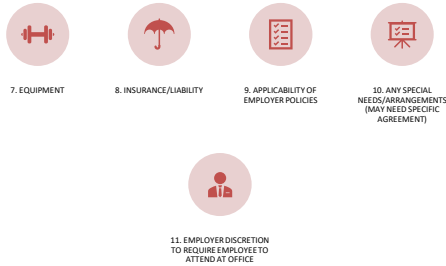 7. EQUIPMENT
8. INSURANCE/LIABILITY
9. APPLICABILITY OF
EMPLOYER POLICIES
10. ANY SPECIAL
NEEDS/ARRANGEMENTS
(MAY NEED SPECIFIC
AGREEMENT)
11. EMPLOYER DISCRETION
TO REQUIRE EMPLOYEE TO
ATTEND AT OFFICE